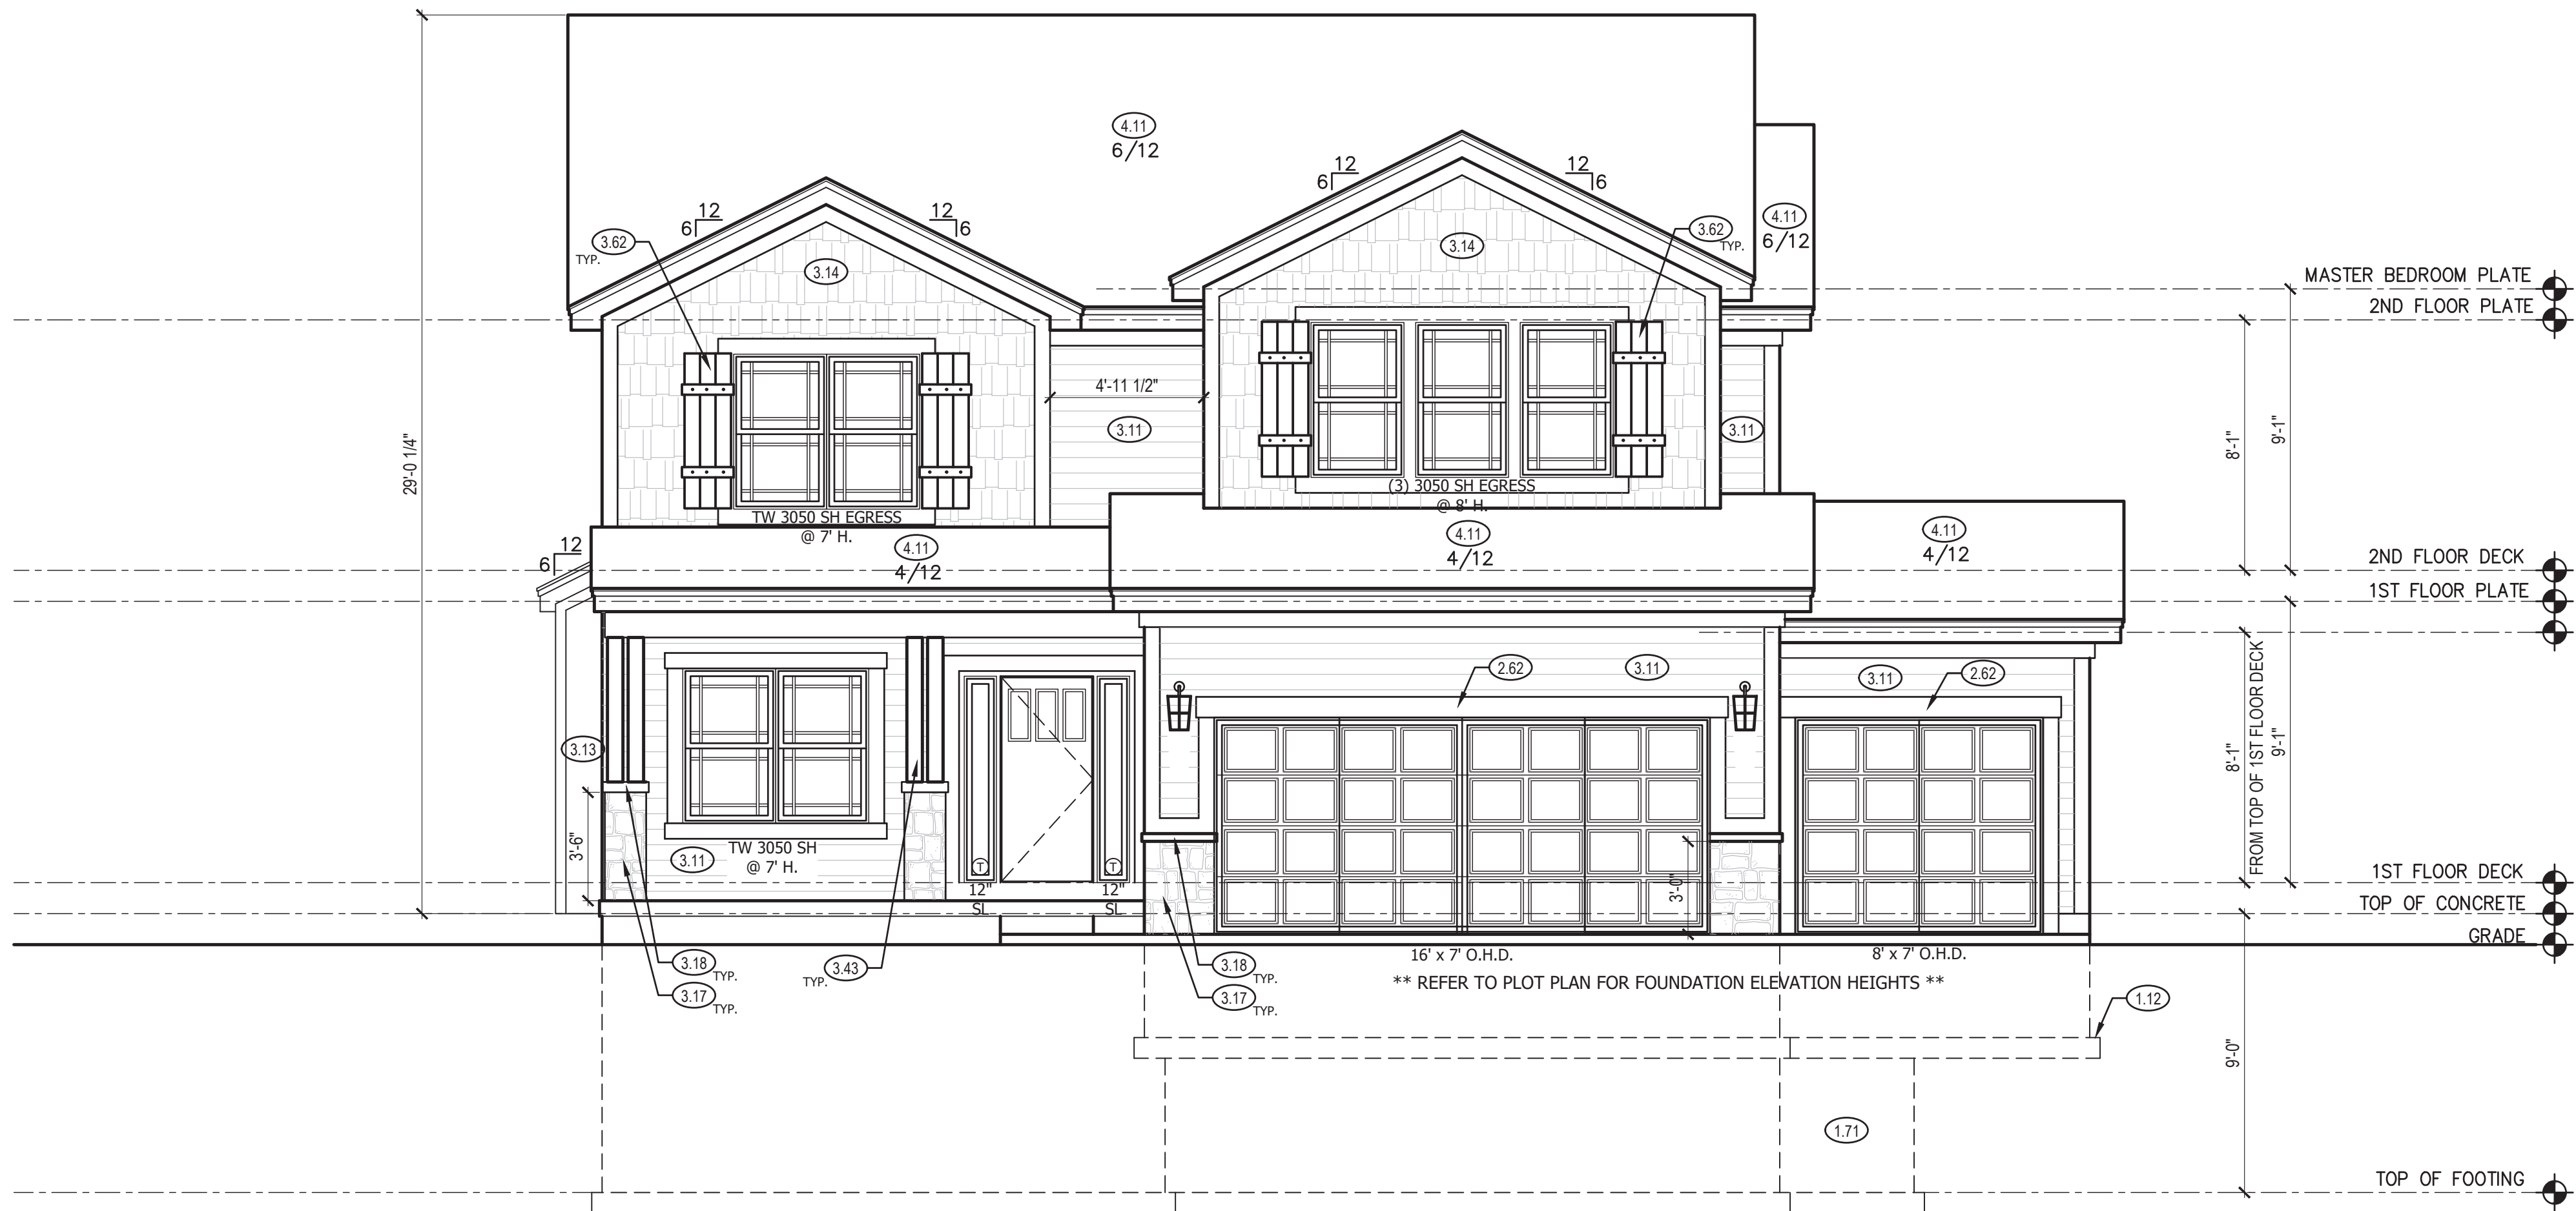 4.11
6/12
12
6
12
6
12
6
12
6
3.62
TYP.
3.14
3.14
3.62
TYP.
4.11
6/12
MASTER BEDROOM PLATE
2ND FLOOR PLATE
4'-11 1/2"
3.11
3.11
29'-0 1/4"
8'-1"
9'-1"
TW 3050 SH EGRESS
@ 7' H.
(3) 3050 SH EGRESS
@ 8' H.
12
6
4.11
4/12
4.11
4/12
4.11
4/12
2ND FLOOR DECK
1ST FLOOR PLATE
2.62
3.11
3.11
2.62
3.13
3'-6"
3.11
TW 3050 SH
@ 7' H.
T
T
12"
SL
12"
SL
3'-0"
8'-1"
FROM TOP OF 1ST FLOOR DECK
9'-1"
1ST FLOOR DECK
TOP OF CONCRETE
GRADE
3.18
TYP.
3.17
TYP.
3.43
TYP.
3.18
TYP.
3.17
TYP.
16' x 7' O.H.D.
8' x 7' O.H.D.
** REFER TO PLOT PLAN FOR FOUNDATION ELEVATION HEIGHTS **
1.12
9'-0"
1.71
TOP OF FOOTING